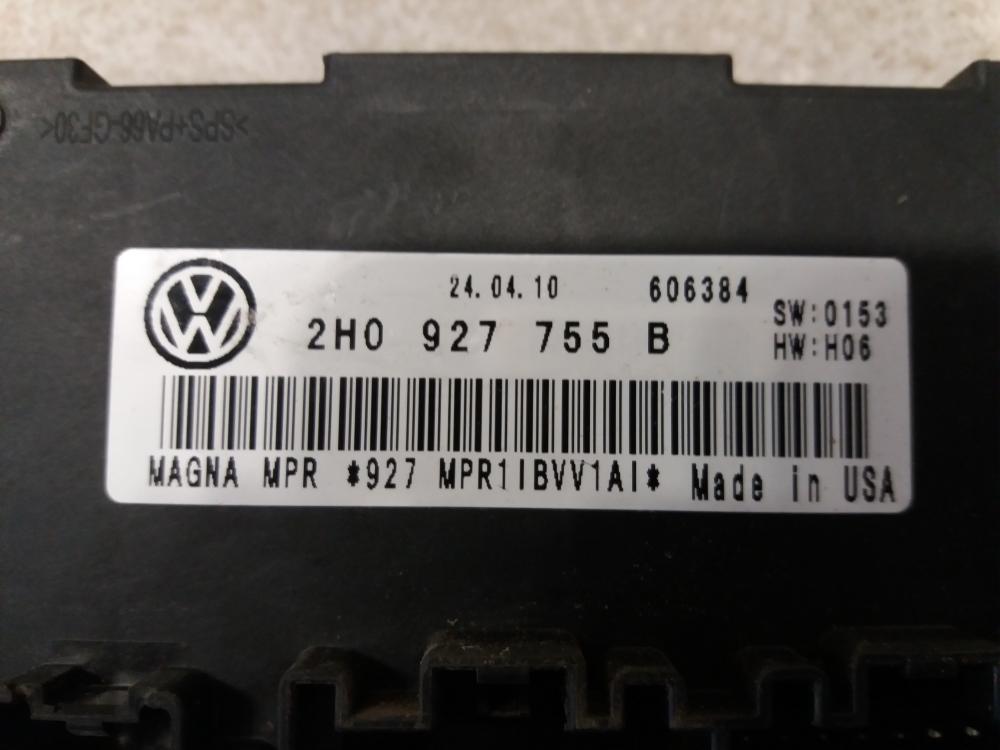 >SPS+PA66-GF30<
24.04.10 606384
2H0 927 755 B
SW:0153
HW:H06
MAGNA MPR *927 MPR1IBVV1AI* Made in USA